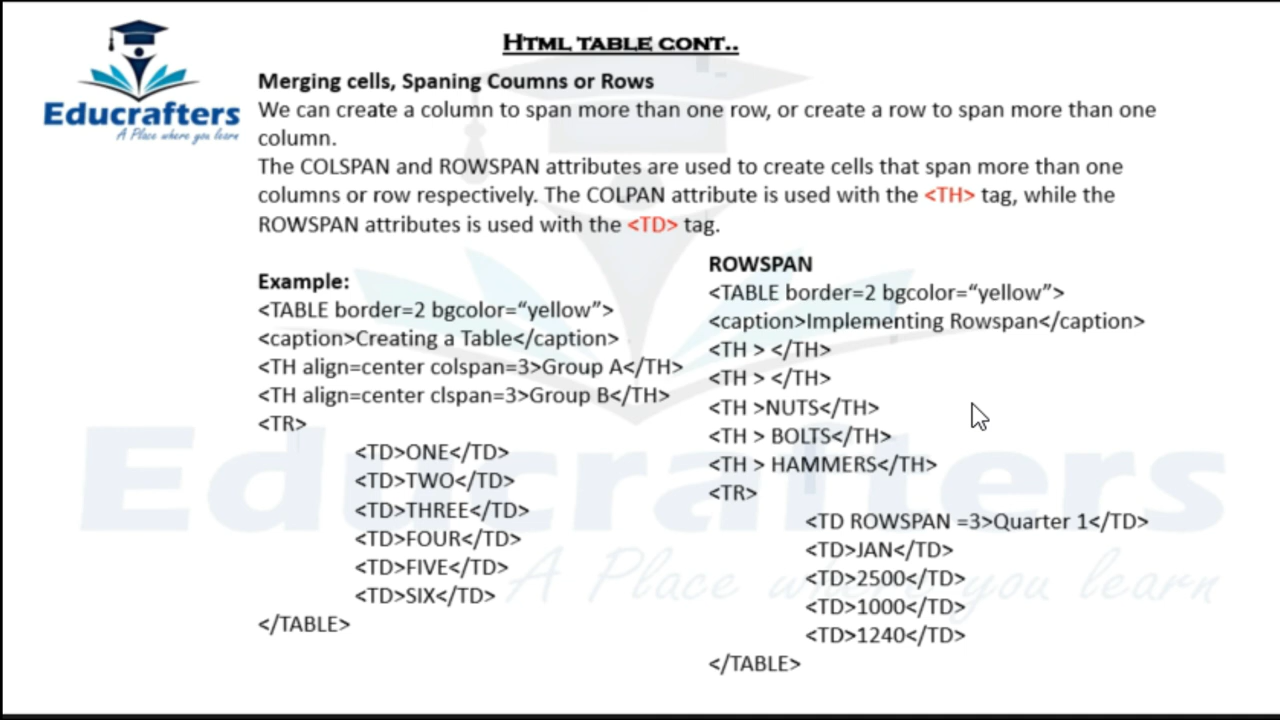 Educrafters
A Place where you learn
HTML TABLE CONT..
Merging cells, Spaning Coumns or Rows
We can create a column to span more than one row, or create a row to span more than one
column.
The COLSPAN and ROWSPAN attributes are used to create cells that span more than one
columns or row respectively. The COLPAN attribute is used with the <TH> tag, while the
ROWSPAN attributes is used with the <TD> tag.
Example:
<TABLE border=2 bgcolor=“yellow”>
<caption>Creating a Table</caption>
<TH align=center colspan=3>Group A</TH>
<TH align=center clspan=3>Group B</TH>
<TR>
<TD>ONE</TD>
<TD>TWO</TD>
<TD>THREE</TD>
<TD>FOUR</TD>
<TD>FIVE</TD>
<TD>SIX</TD>
</TABLE>
ROWSPAN
<TABLE border=2 bgcolor=“yellow”>
<caption>Implementing Rowspan</caption>
<TH > </TH>
<TH > </TH>
<TH >NUTS</TH>
<TH > BOLTS</TH>
<TH > HAMMERS</TH>
<TR>
<TD ROWSPAN =3>Quarter 1</TD>
<TD>JAN</TD>
<TD>2500</TD>
<TD>1000</TD>
<TD>1240</TD>
</TABLE>
Educrafters
A Place where you learn